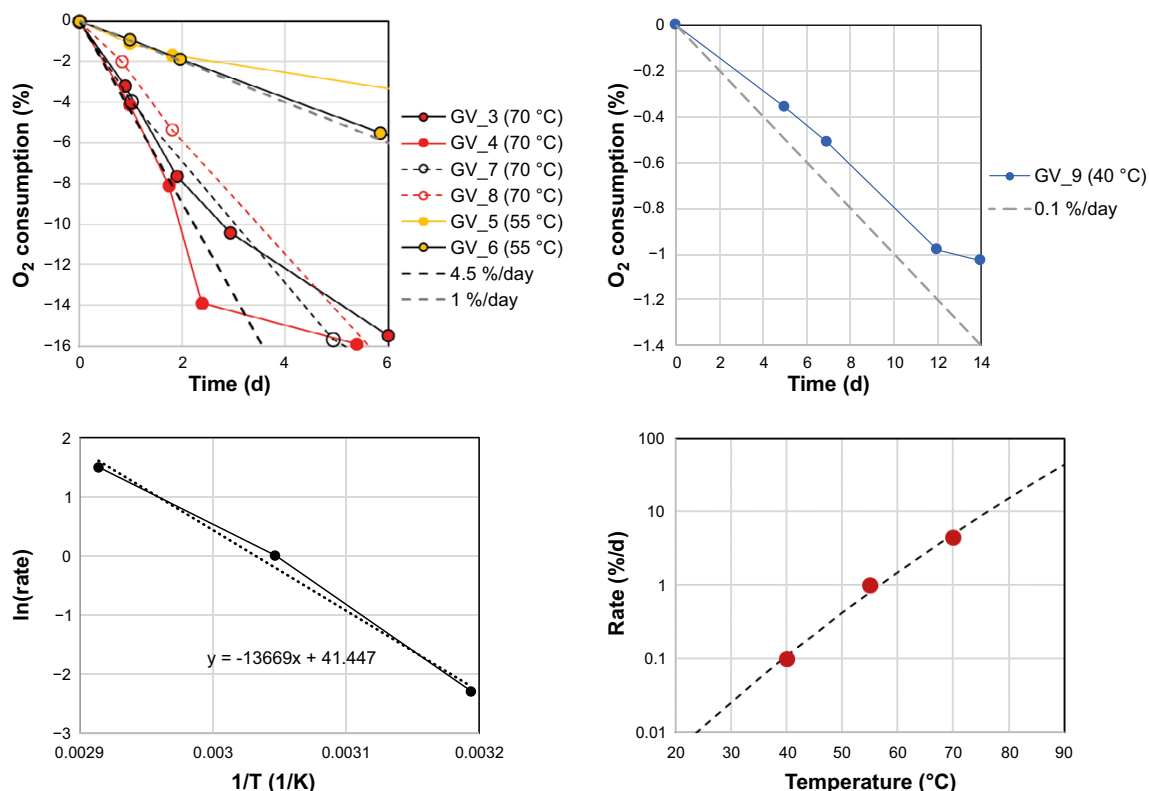 0
−2
−4
−6
−8
−10
−12
−14
−16
O2 consumption (%)
0 2 4 6
Time (d)
GV_3 (70 °C)
GV_4 (70 °C)
GV_7 (70 °C)
GV_8 (70 °C)
GV_5 (55 °C)
GV_6 (55 °C)
4.5 %/day
1 %/day
0
−0.2
−0.4
−0.6
−0.8
−1.0
−1.2
−1.4
O2 consumption (%)
0 2 4 6 8 10 12 14
Time (d)
GV_9 (40 °C)
0.1 %/day
2
1
0
−1
−2
−3
ln(rate)
y = -13669x + 41.447
0.0029 0.003 0.0031 0.0032
1/T (1/K)
100
10
1
0.1
0.01
Rate (%/d)
20 30 40 50 60 70 80 90
Temperature (°C)